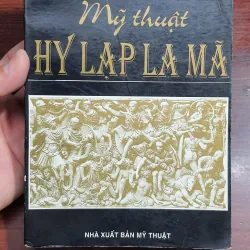 Mỹ thuật
HY LẠP LA MÃ
NHÀ XUẤT BẢN MỸ THUẬT